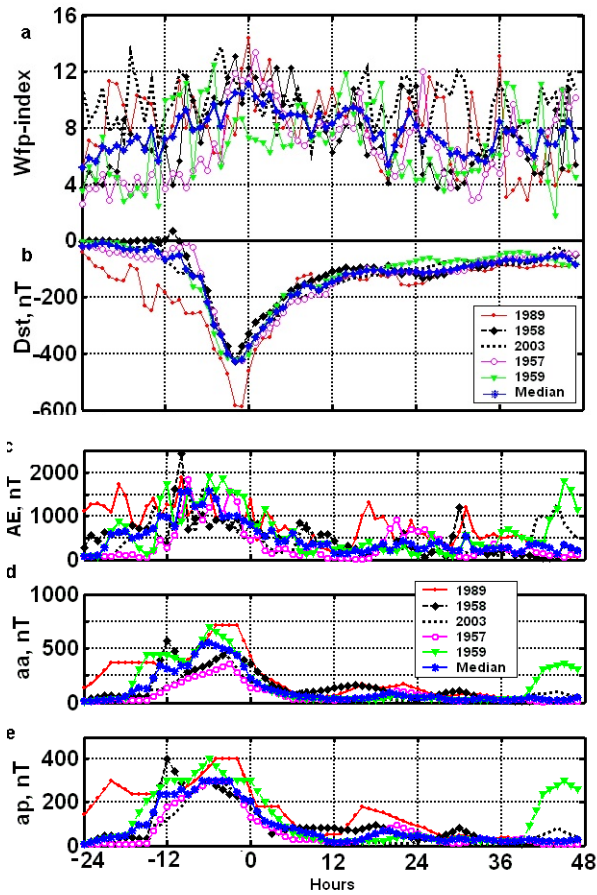 a
16
12
8
4
0
Wfp-index
b
-200
-400
-600
Dst, nT
1989
1958
2003
1957
1959
Median
c
2000
1000
0
AE, nT
d
1000
500
0
aa, nT
1989
1958
2003
1957
1959
Median
e
400
200
0
ap, nT
-24
-12
0
12
24
36
48
Hours